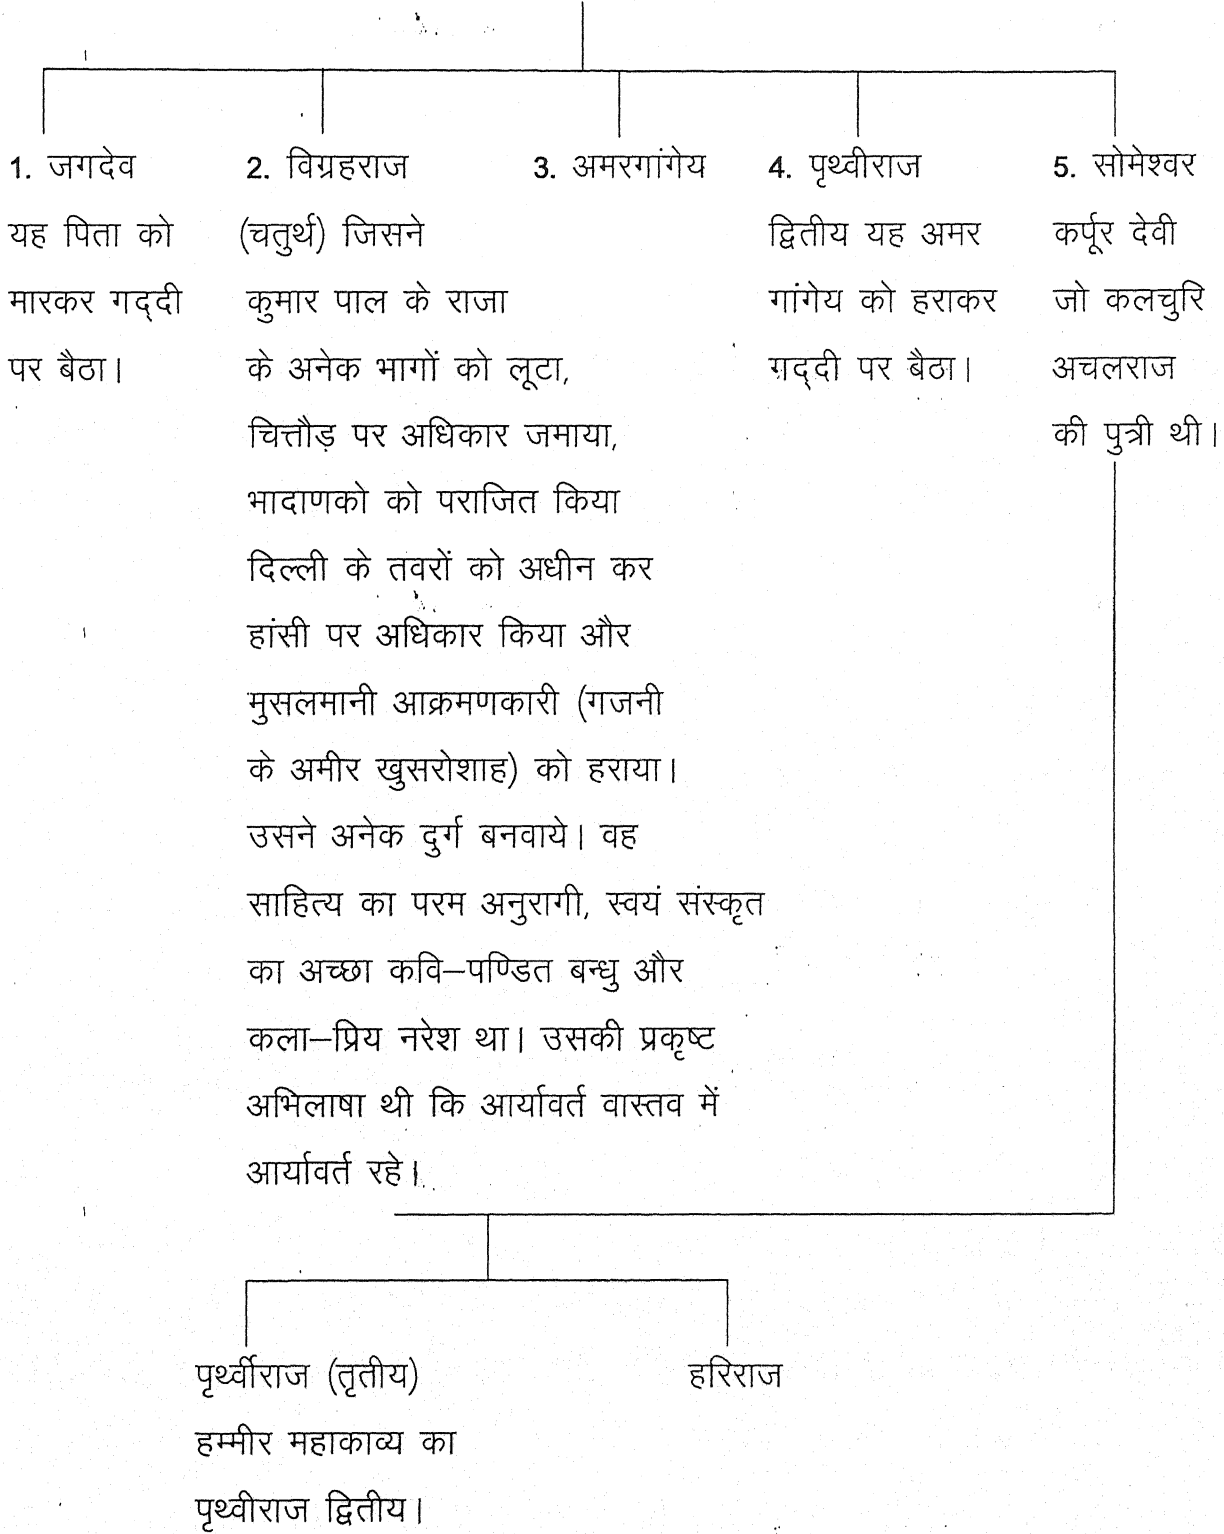 1. जगदेव
यह पिता को
मारकर गद्दी
पर बैठा।
2. विग्रहराज
(चतुर्थ) जिसने
कुमार पाल के राजा
के अनेक भागों को लूटा,
चित्तौड़ पर अधिकार जमाया,
भादाणको को पराजित किया
दिल्ली के तवरों को अधीन कर
हांसी पर अधिकार किया और
मुसलमानी आक्रमणकारी (गजनी
के अमीर खुसरोशाह) को हराया।
उसने अनेक दुर्ग बनवाये। वह
साहित्य का परम अनुरागी, स्वयं संस्कृत
का अच्छा कवि–पण्डित बन्धु और
कला–प्रिय नरेश था। उसकी प्रकृष्ट
अभिलाषा थी कि आर्यावर्त वास्तव में
आर्यावर्त रहे।
3. अमरगांगेय
4. पृथ्वीराज
द्वितीय यह अमर
गांगेय को हराकर
गद्दी पर बैठा।
5. सोमेश्वर
कर्पूर देवी
जो कलचुरि
अचलराज
की पुत्री थी।
पृर्थ्वीराज (तृतीय)
हम्मीर महाकाव्य का
पृथ्वीराज द्वितीय।
हरिराज